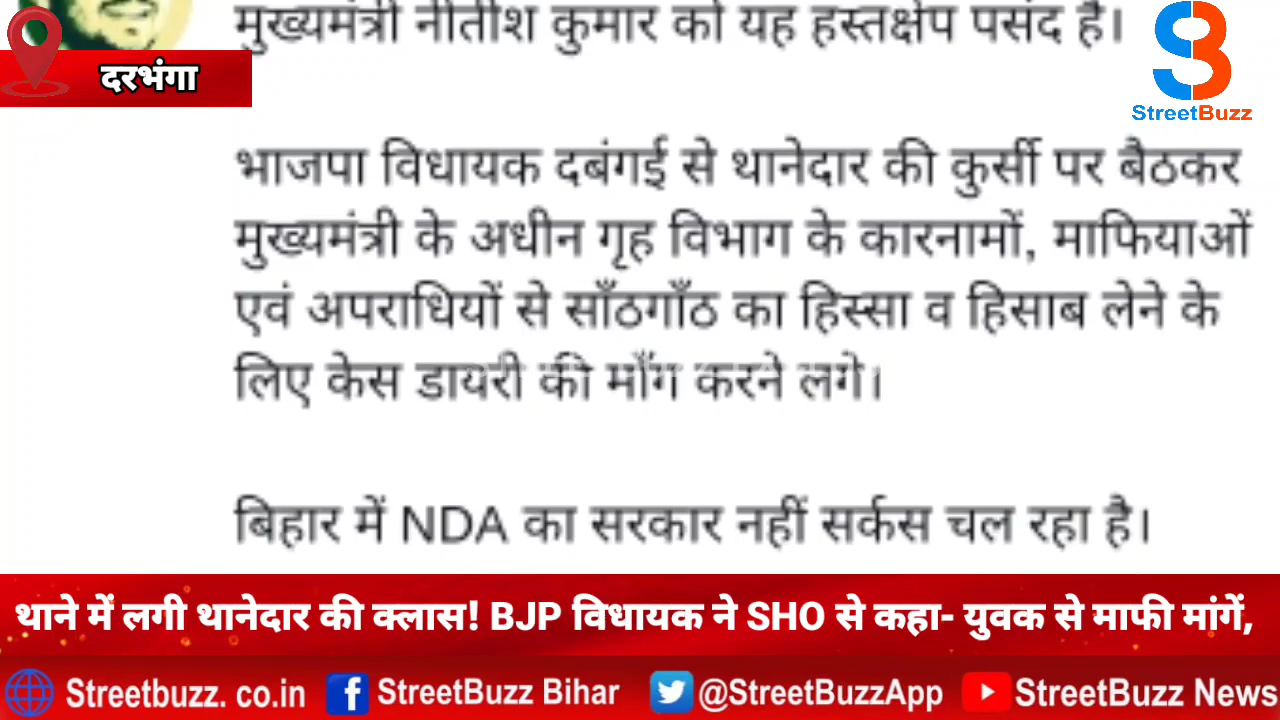 मुख्यमंत्री नीतीश कुमार को यह हस्तक्षेप पसंद है।
दरभंगा
StreetBuzz
भाजपा विधायक दबंगई से थानेदार की कुर्सी पर बैठकर
मुख्यमंत्री के अधीन गृह विभाग के कारनामों, माफियाओं
एवं अपराधियों से साँठगाँठ का हिस्सा व हिसाब लेने के
लिए केस डायरी की माँग करने लगे।
बिहार में NDA का सरकार नहीं सर्कस चल रहा है।
थाने में लगी थानेदार की क्लास! BJP विधायक ने SHO से कहा- युवक से माफी मांगें,
Streetbuzz. co.in StreetBuzz Bihar @StreetBuzzApp StreetBuzz News